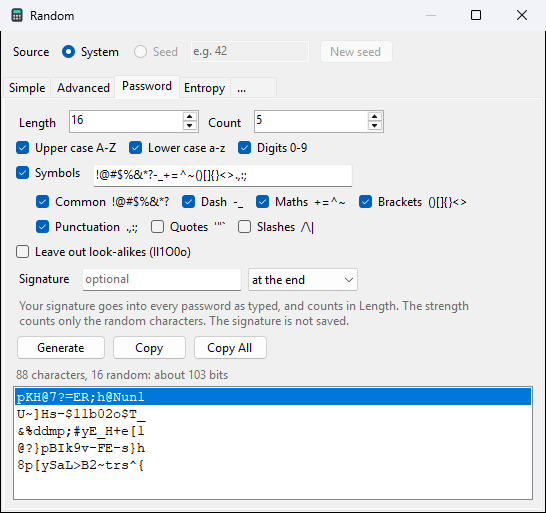 Random
Source System Seed e.g. 42 New seed
Simple Advanced Password Entropy ...
Length 16 Count 5
Upper case A-Z Lower case a-z Digits 0-9
Symbols !@#$%&*?-_+=^~()[]{}<>.,:;
Common !@#$%&*? Dash -_ Maths +=^~ Brackets ()[]{}<>
Punctuation .,:; Quotes '"` Slashes /\|
Leave out look-alikes (Il1O0o)
Signature optional at the end
Your signature goes into every password as typed, and counts in Length. The strength
counts only the random characters. The signature is not saved.
Generate Copy Copy All
88 characters, 16 random: about 103 bits
pKH@7?=ER;h@Nunl
U~]Hs-$1lb02o$T_
&%ddmp;#yE_H+e[l
@?}pBIk9v-FE-s}h
8p[ySaL>B2~trs^{